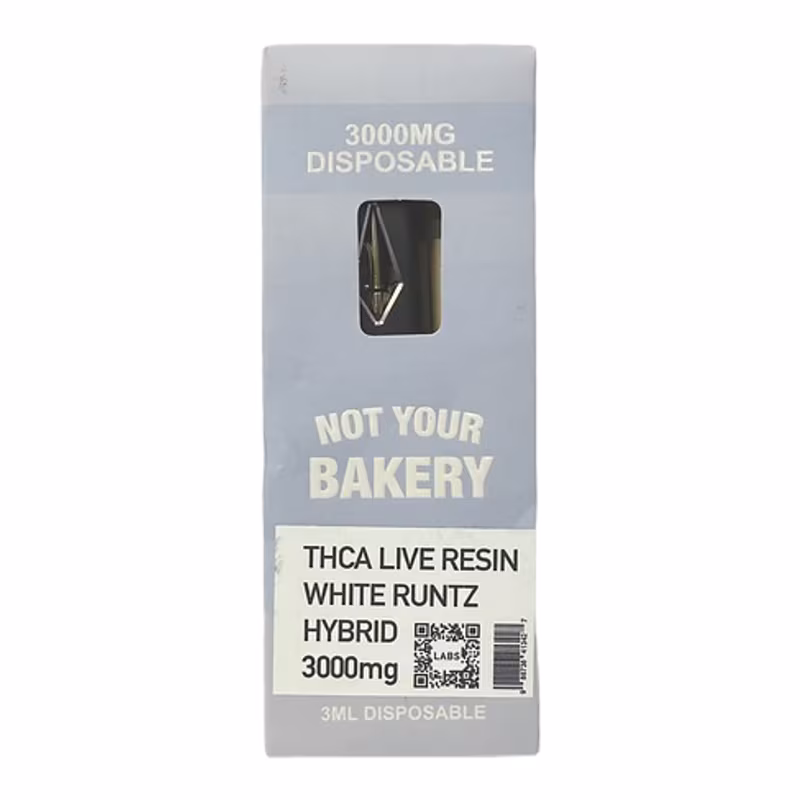 3000MG
DISPOSABLE
NOT YOUR
BAKERY
THCA LIVE RESIN
WHITE RUNTZ
HYBRID
3000mg
LABS
3ML DISPOSABLE